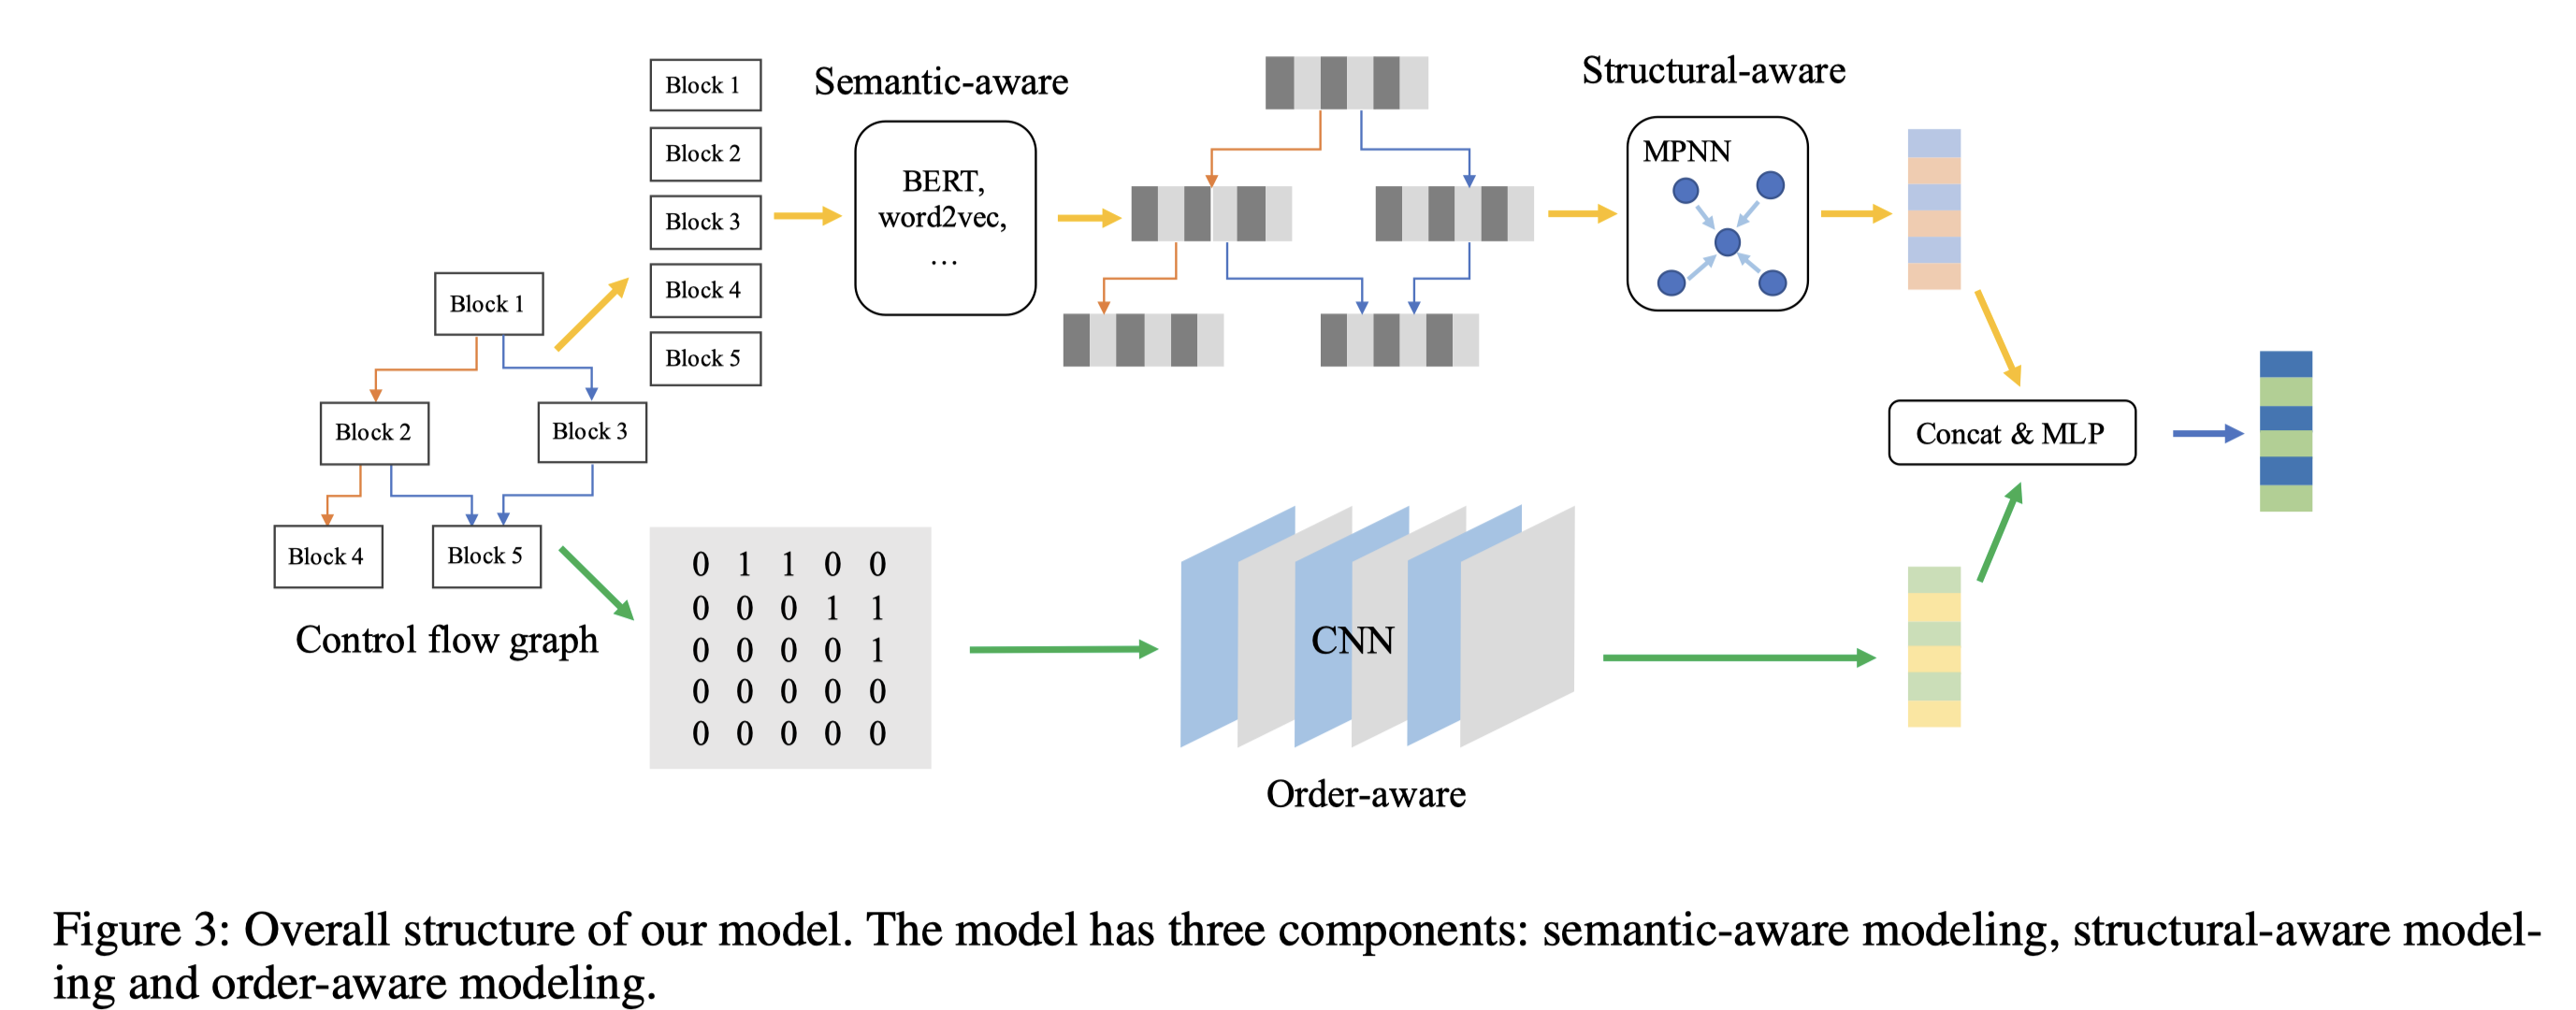 Block 1
Block 2
Block 3
Block 4
Block 5
Semantic-aware
BERT,
word2vec,
...
Structural-aware
MPNN
Block 1
Block 2
Block 3
Block 4
Block 5
Control flow graph
0 1 1 0 0
0 0 0 1 1
0 0 0 0 1
0 0 0 0 0
0 0 0 0 0
CNN
Order-aware
Concat & MLP
Figure 3: Overall structure of our model. The model has three components: semantic-aware modeling, structural-aware model-
ing and order-aware modeling.